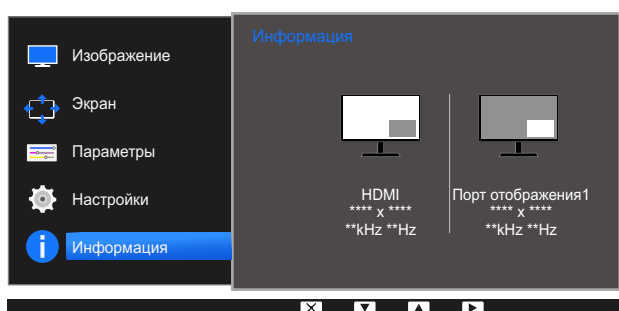 Изображение
Экран
Параметры
Настройки
Информация
Информация
HDMI
**** x ****
**kHz **Hz
Порт отображения1
**** x ****
**kHz **Hz